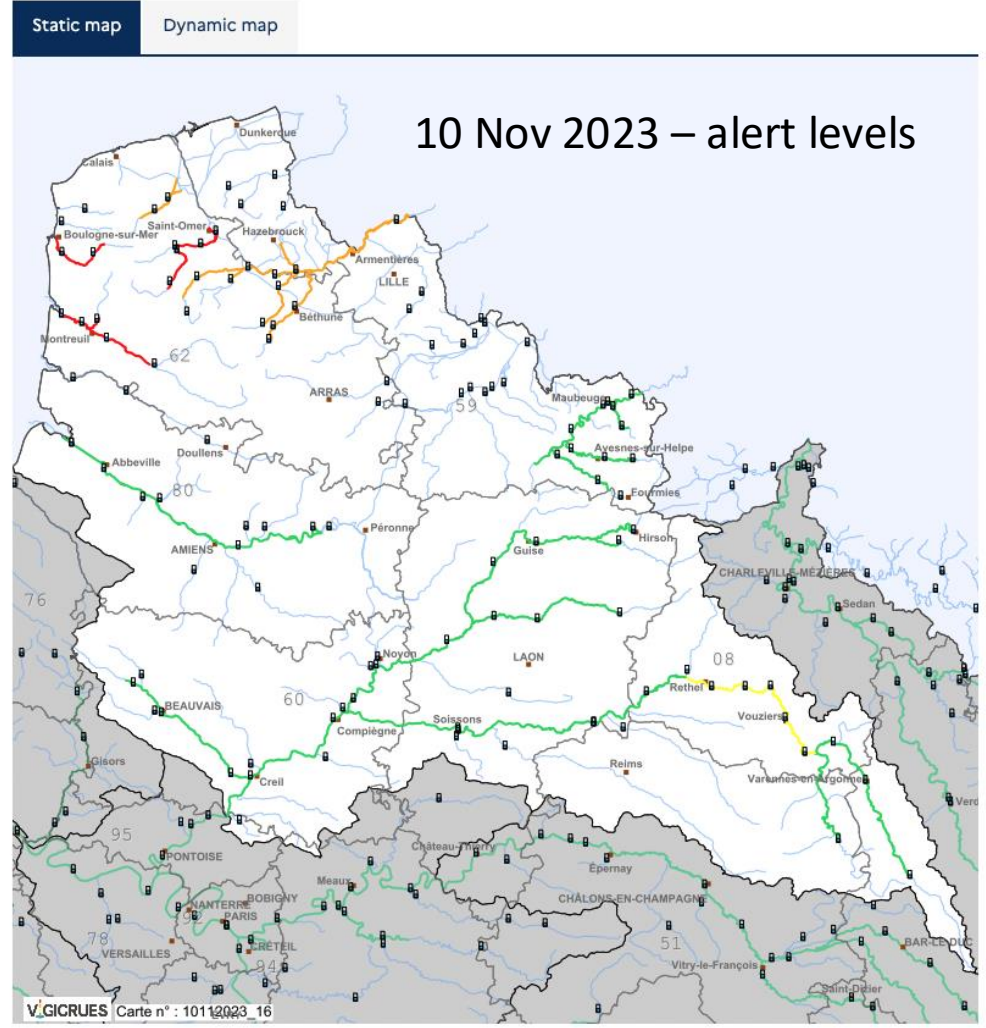 Static map
Dynamic map
10 Nov 2023 – alert levels
Dunkerque
Calais
Saint-Omer
Boulogne-sur-Mer
Hazebrouck
Armentières
LILLE
Béthune
Montreuil
62
ARRAS
59
Maubeuge
Avesnes-sur-Helpe
Doullens
Abbeville
80
Fourmies
Péronne
AMIENS
Guise
Hirson
CHARLEVILLE-MÉZIÈRES
76
Sedan
Noyon
LAON
08
Rethel
60
BEAUVAIS
Vouziers
Compiègne
Soissons
Gisors
Reims
Creil
Varennes-en-Argonne
Verd
95
PONTOISE
Château-Thierry
Épernay
Meaux
NANTERRE
BOBIGNY
CHÂLONS-EN-CHAMPAGNE
92
PARIS
78
VERSAILLES
CRÉTEIL
94
51
BAR-LE-DUC
Vitry-le-François
Saint-Dizier
VIGICRUES Carte n° : 10112023_16